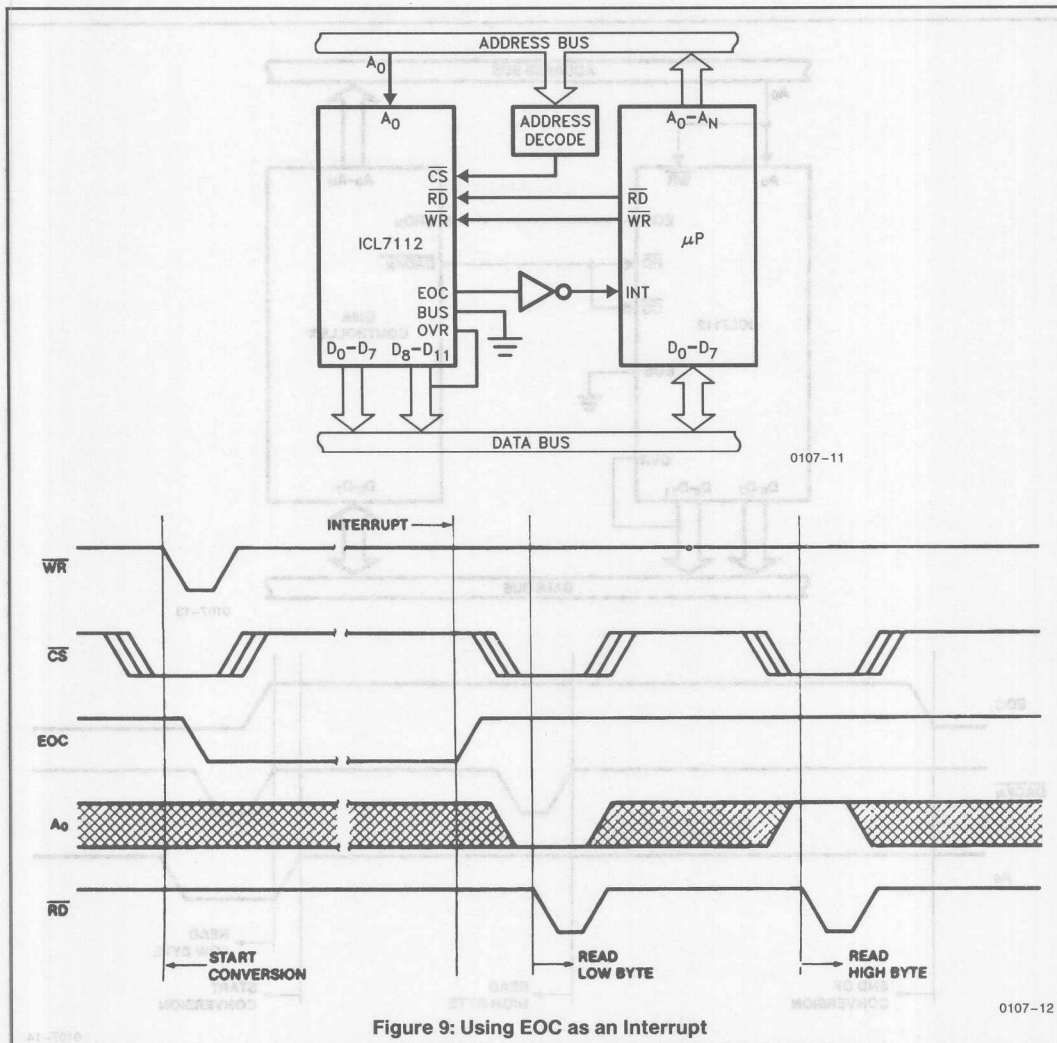 ADDRESS BUS
A0
A0
ADDRESS
DECODE
A0–AN
CS
RD
RD
WR
WR
ICL7112
μP
EOC
INT
BUS
OVR
D0–D7 D8–D11
D0–D7
DATA BUS
0107–11
INTERRUPT
WR
CS
EOC
A0
RD
START
CONVERSION
READ
LOW BYTE
READ
HIGH BYTE
0107–12
Figure 9: Using EOC as an Interrupt